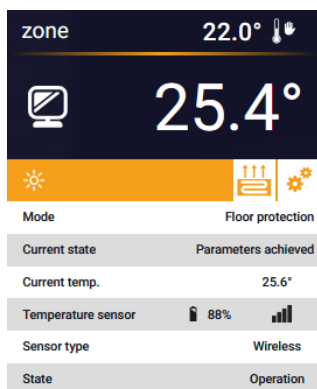 zone 22.0°
25.4°
Mode Floor protection
Current state Parameters achieved
Current temp. 25.6°
Temperature sensor 88%
Sensor type Wireless
State Operation